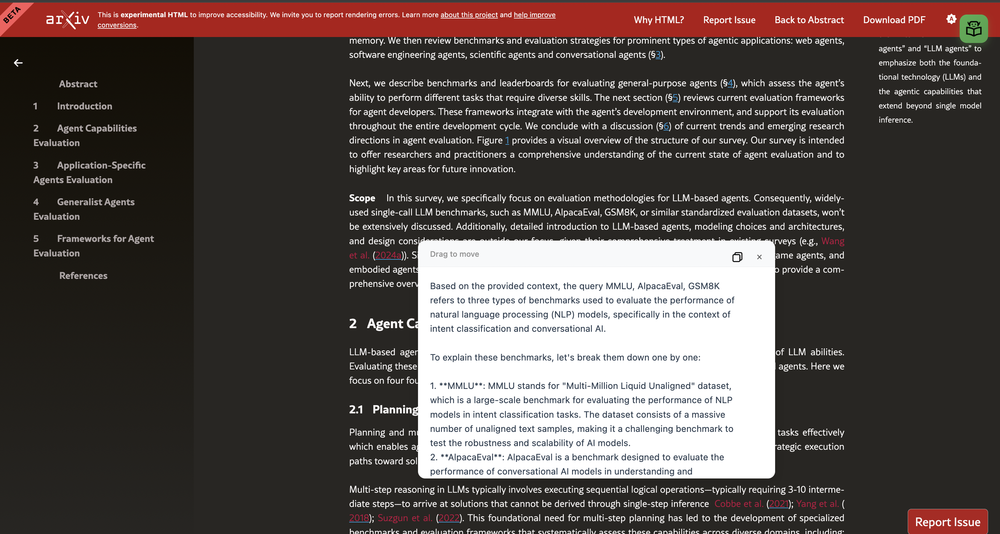 BETA
arXiv
This is experimental HTML to improve accessibility. We invite you to report rendering errors. Learn more about this project and help improve
conversions.
Why HTML?
Report Issue
Back to Abstract
Download PDF
A
Abstract
1 Introduction
2 Agent Capabilities
Evaluation
3 Application-Specific
Agents Evaluation
4 Generalist Agents
Evaluation
5 Frameworks for Agent
Evaluation
References
memory. We then review benchmarks and evaluation strategies for prominent types of agentic applications: web agents,
software engineering agents, scientific agents and conversational agents (§3).
Next, we describe benchmarks and leaderboards for evaluating general-purpose agents (§4), which assess the agent’s
ability to perform different tasks that require diverse skills. The next section (§5) reviews current evaluation frameworks
for agent developers. These frameworks integrate with the agent’s development environment, and support its evaluation
throughout the entire development cycle. We conclude with a discussion (§6) of current trends and emerging research
directions in agent evaluation. Figure 1 provides a visual overview of the structure of our survey. Our survey is intended
to offer researchers and practitioners a comprehensive understanding of the current state of agent evaluation and to
highlight key areas for future innovation.
Scope In this survey, we specifically focus on evaluation methodologies for LLM-based agents. Consequently, widely-
used single-call LLM benchmarks, such as MMLU, AlpacaEval, GSM8K, or similar standardized evaluation datasets, won’t
be extensively discussed. Additionally, detailed introduction to LLM-based agents, modeling choices and architectures,
and design considerations are outside our focus, given their comprehensive treatment in existing surveys (e.g., Wang
et al. (2024a)). Si ame agents, and
embodied agents o provide a com-
prehensive overv
2 Agent Ca
LLM-based agen of LLM abilities.
Evaluating these agents. Here we
focus on four fou
2.1 Planning
Planning and mu tasks effectively
which enables ag rategic execution
paths toward sol
Multi-step reasoning in LLMs typically involves executing sequential logical operations—typically requiring 3-10 interme-
diate steps—to arrive at solutions that cannot be derived through single-step inference Cobbe et al. (2021); Yang et al. (
2018); Suzgun et al. (2022). This foundational need for multi-step planning has led to the development of specialized
benchmarks and evaluation frameworks that systematically assess these capabilities across diverse domains, including:
Drag to move
×
Based on the provided context, the query MMLU, AlpacaEval, GSM8K
refers to three types of benchmarks used to evaluate the performance of
natural language processing (NLP) models, specifically in the context of
intent classification and conversational AI.
To explain these benchmarks, let's break them down one by one:
1. **MMLU**: MMLU stands for "Multi-Million Liquid Unaligned" dataset,
which is a large-scale benchmark for evaluating the performance of NLP
models in intent classification tasks. The dataset consists of a massive
number of unaligned text samples, making it a challenging benchmark to
test the robustness and scalability of AI models.
2. **AlpacaEval**: AlpacaEval is a benchmark designed to evaluate the
performance of conversational AI models in understanding and
agents” and “LLM agents” to
emphasize both the founda-
tional technology (LLMs) and
the agentic capabilities that
extend beyond single model
inference.
Report Issue